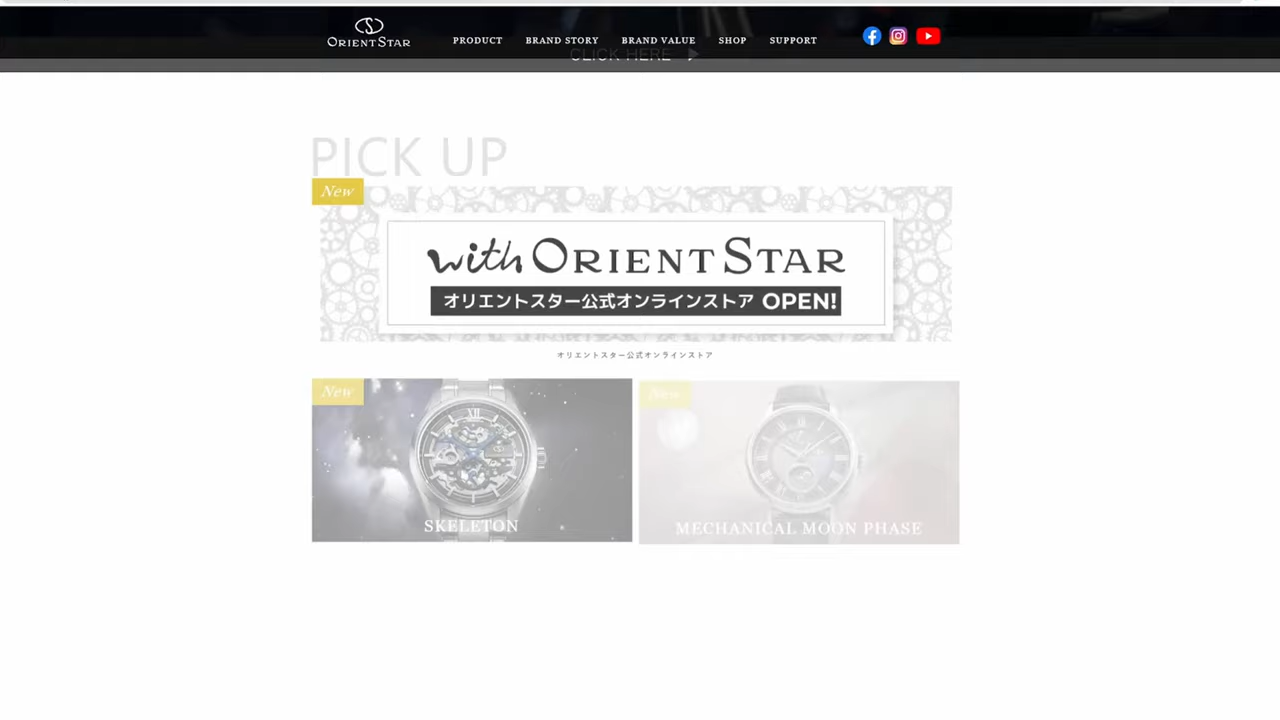 ORIENT STAR
PRODUCT
BRAND STORY
BRAND VALUE
SHOP
SUPPORT
CLICK HERE
PICK UP
New
with ORIENT STAR
オリエントスター公式オンラインストア OPEN!
オリエントスター公式オンラインストア
New
XII
SKELETON
New
MECHANICAL MOON PHASE